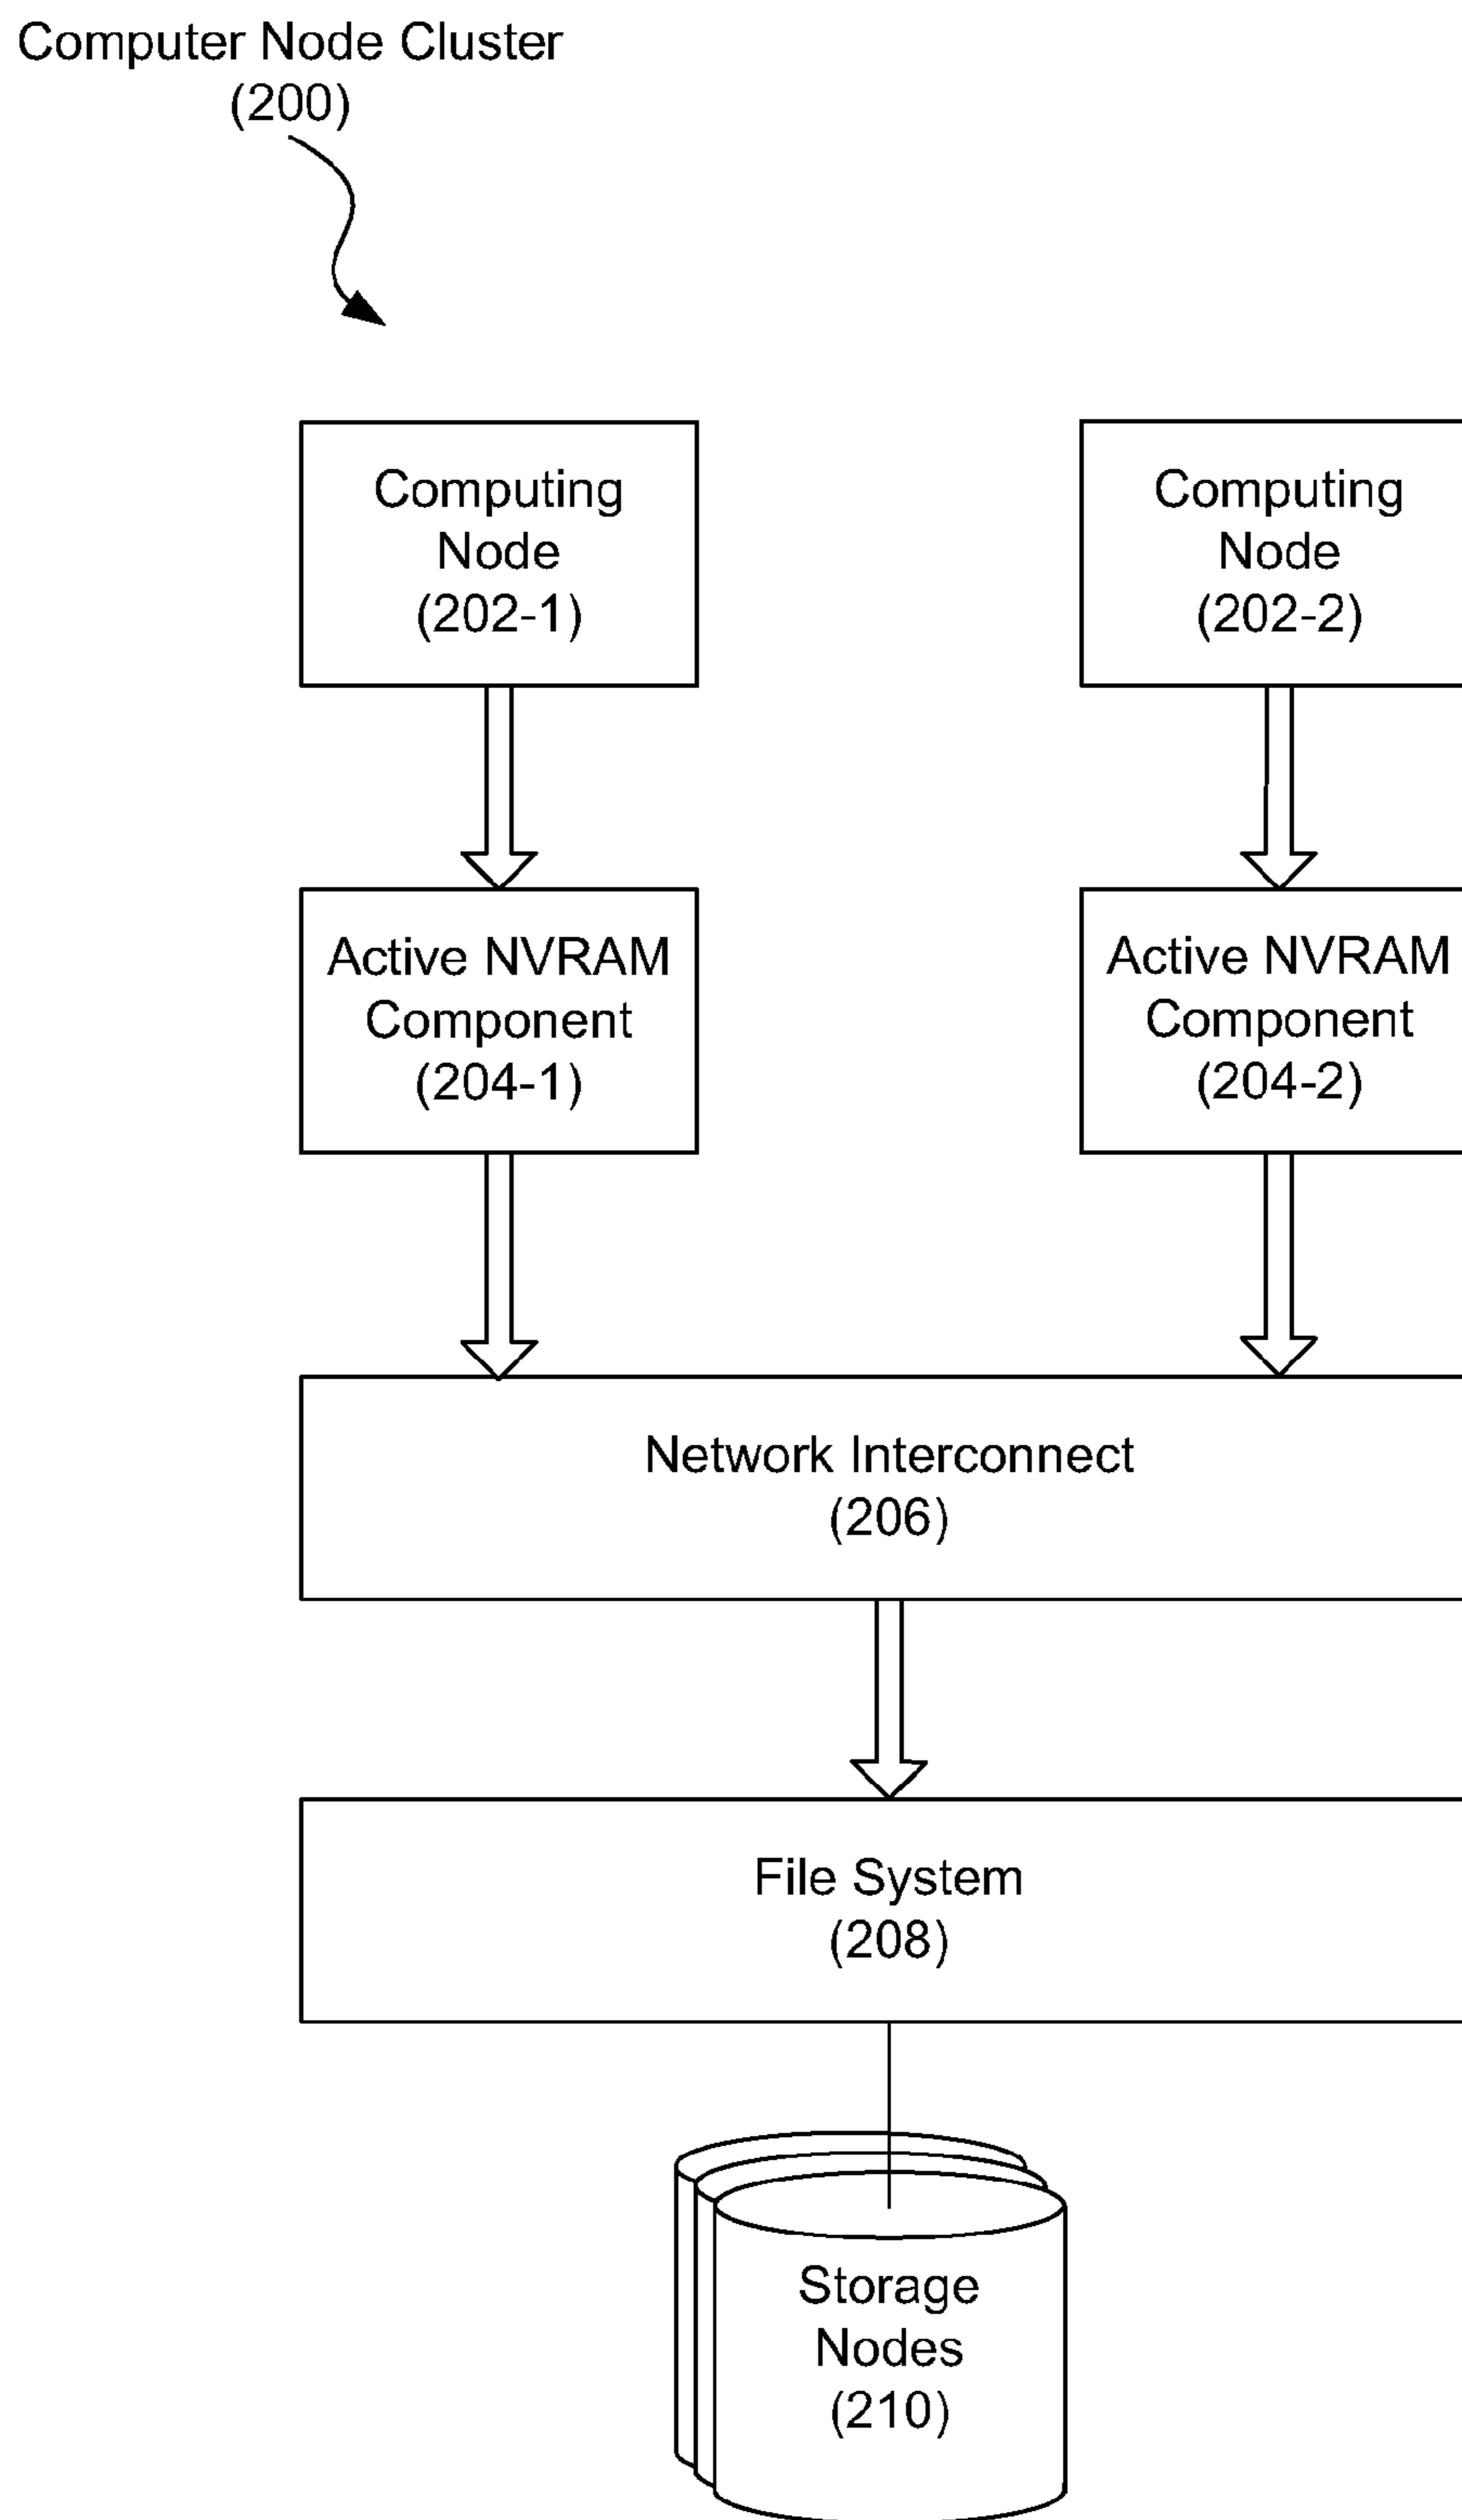 Computer Node Cluster
(200)
Computing
Node
(202-1)
Computing
Node
(202-2)
Active NVRAM
Component
(204-1)
Active NVRAM
Component
(204-2)
Network Interconnect
(206)
File System
(208)
Storage
Nodes
(210)